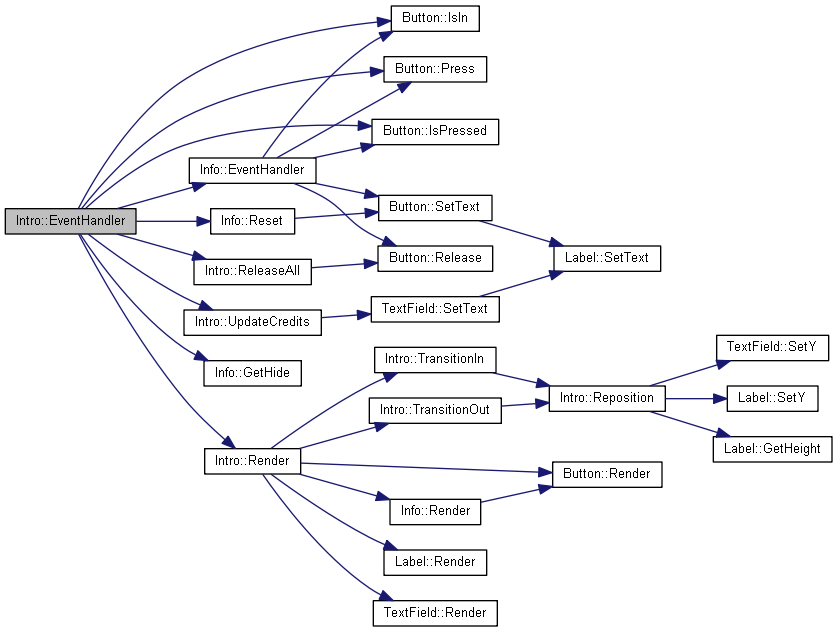 Button::IsIn
Button::Press
Button::IsPressed
Info::EventHandler
Button::SetText
Intro::EventHandler
Info::Reset
Button::Release
Label::SetText
Intro::ReleaseAll
TextField::SetText
Intro::UpdateCredits
TextField::SetY
Intro::TransitionIn
Info::GetHide
Intro::Reposition
Label::SetY
Intro::TransitionOut
Label::GetHeight
Intro::Render
Button::Render
Info::Render
Label::Render
TextField::Render